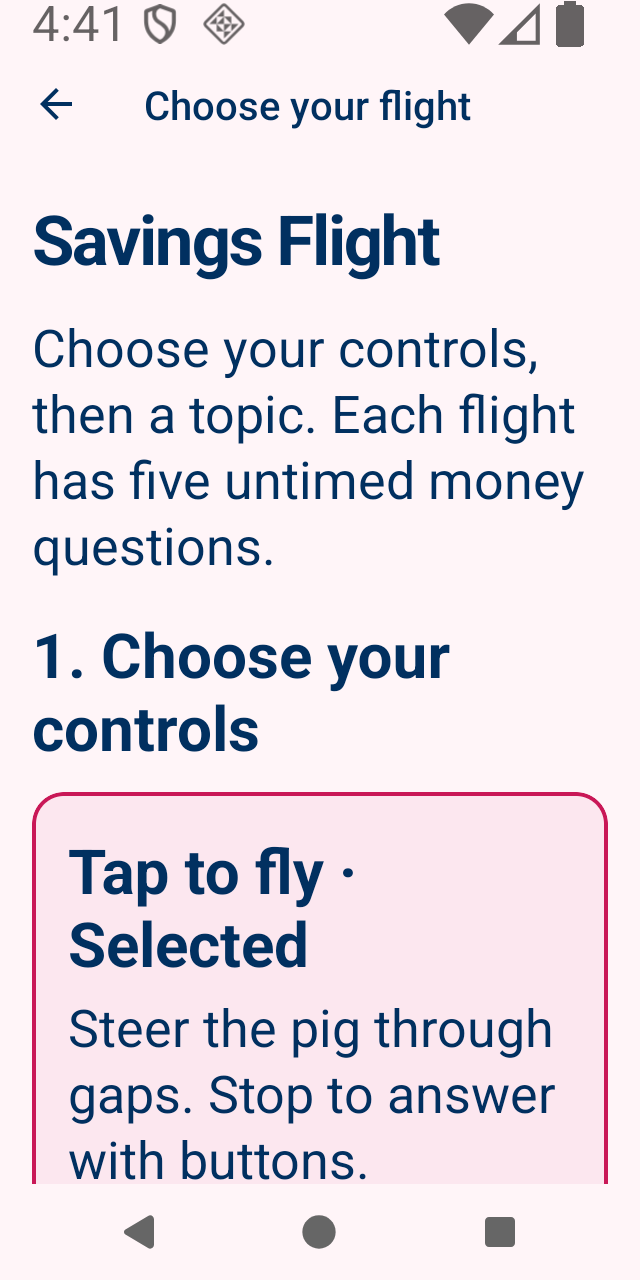 4:41
Choose your flight
Savings Flight
Choose your controls,
then a topic. Each flight
has five untimed money
questions.
1. Choose your
controls
Tap to fly ·
Selected
Steer the pig through
gaps. Stop to answer
with buttons.